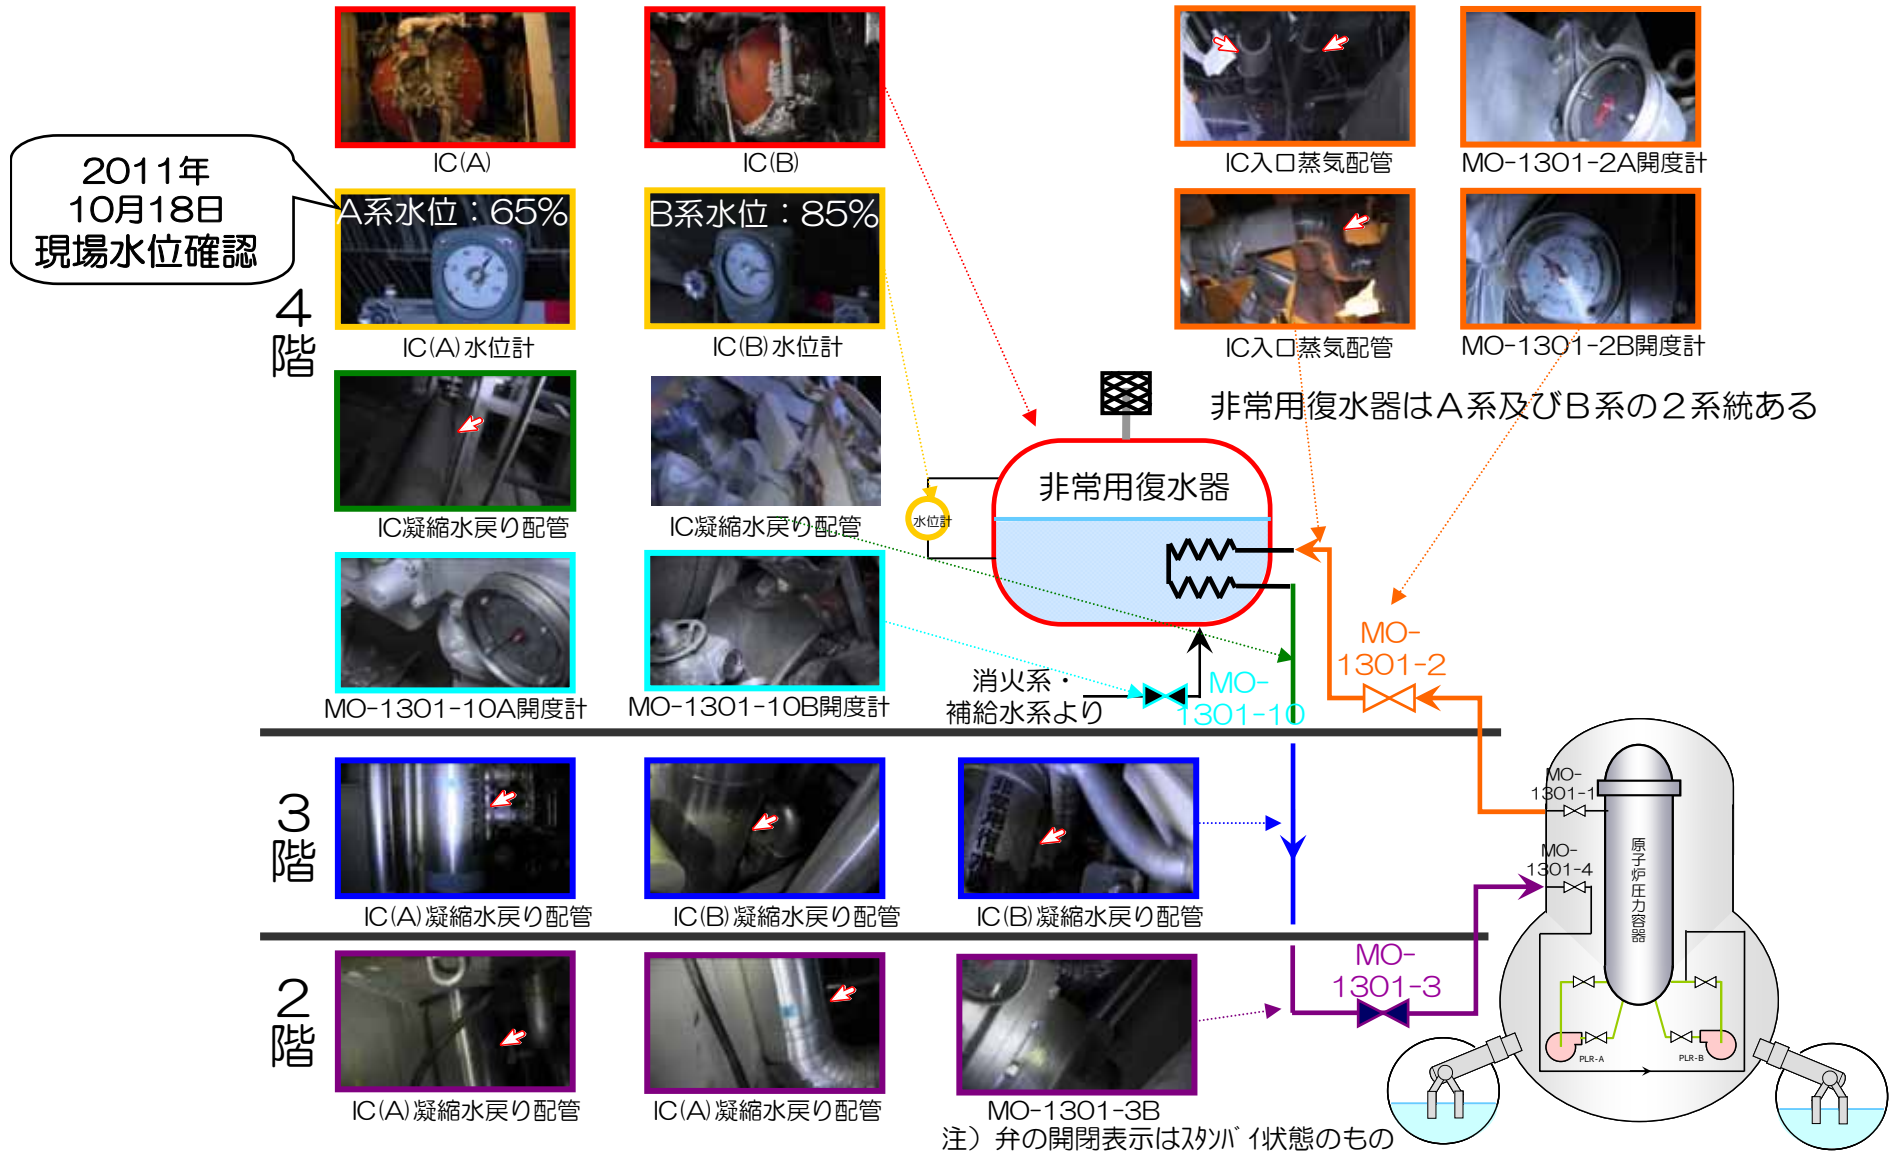 IC(A)
IC(B)
IC入口蒸気配管
MO-1301-2A開度計
2011年
10月18日
現場水位確認
A系水位：65%
B系水位：85%
4
階
IC(A)水位計
IC(B)水位計
IC入口蒸気配管
MO-1301-2B開度計
非常用復水器はA系及びB系の2系統ある
非常用復水器
水位計
IC凝縮水戻り配管
IC凝縮水戻り配管
MO-
1301-2
消火系・
補給水系より
MO-
1301-10
MO-1301-10A開度計
MO-1301-10B開度計
3
階
IC(A)凝縮水戻り配管
IC(B)凝縮水戻り配管
IC(B)凝縮水戻り配管
MO-
1301-1
MO-
1301-4
原子炉圧力容器
2
階
MO-
1301-3
PLR-A
PLR-B
IC(A)凝縮水戻り配管
IC(A)凝縮水戻り配管
MO-1301-3B
注）弁の開閉表示はｽﾀﾝﾊﾞｲ状態のもの